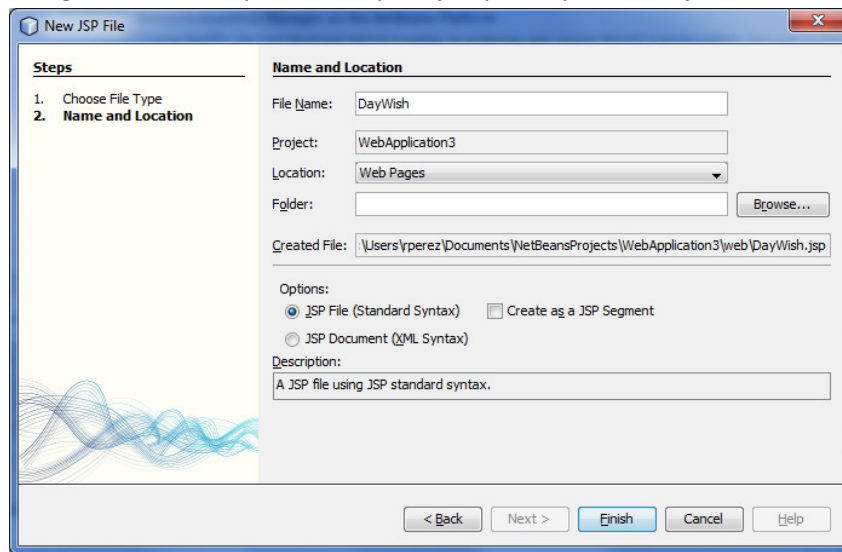 New JSP File
Steps
1. Choose File Type
2. Name and Location
Name and Location
File Name: DayWish
Project: WebApplication3
Location: Web Pages
Folder: Browse...
Created File: :\Users\rperez\Documents\NetBeansProjects\WebApplication3\web\DayWish.jsp
Options:
JSP File (Standard Syntax) Create as a JSP Segment
JSP Document (XML Syntax)
Description:
A JSP file using JSP standard syntax.
< Back Next > Finish Cancel Help